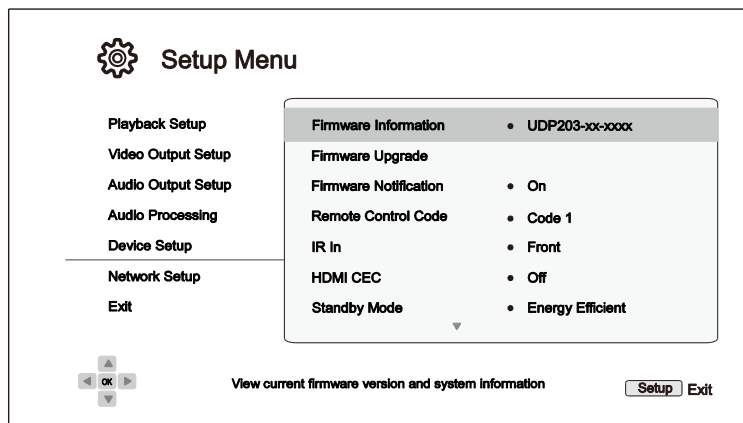 Setup Menu
Playback Setup
Video Output Setup
Audio Output Setup
Audio Processing
Device Setup
Network Setup
Exit
Firmware Information • UDP203-xx-xxxx
Firmware Upgrade
Firmware Notification • On
Remote Control Code • Code 1
IR In • Front
HDMI CEC • Off
Standby Mode • Energy Efficient
OK
View current firmware version and system information
Setup Exit